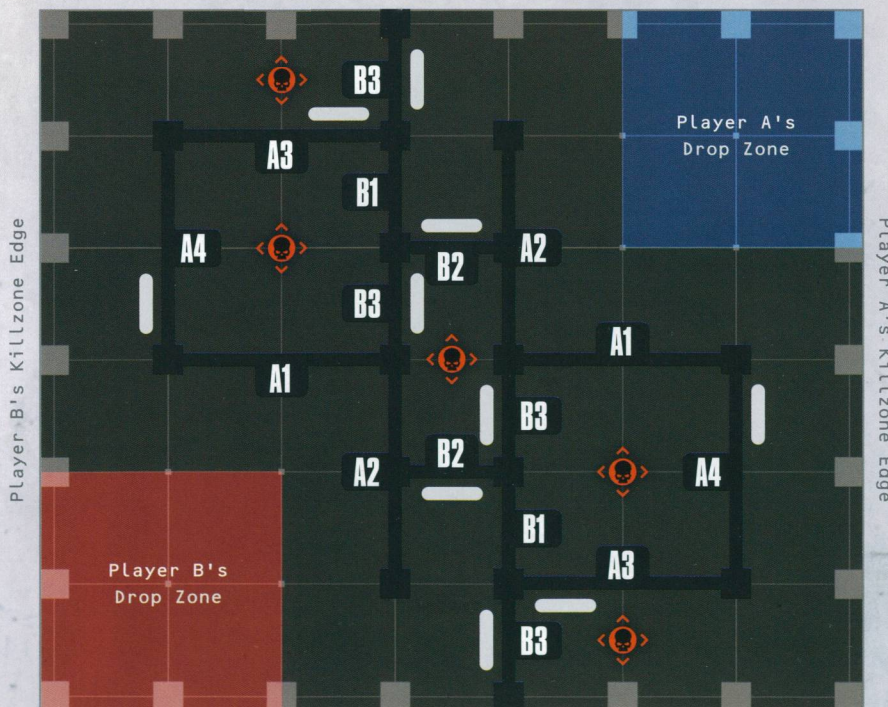 B3
Player A's
Drop Zone
A3
B1
A4
A2
B2
B3
A1
A1
B3
B2
A2
A4
B1
A3
Player B's
Drop Zone
B3
Player B's Killzone Edge
Player A's Killzone Edge